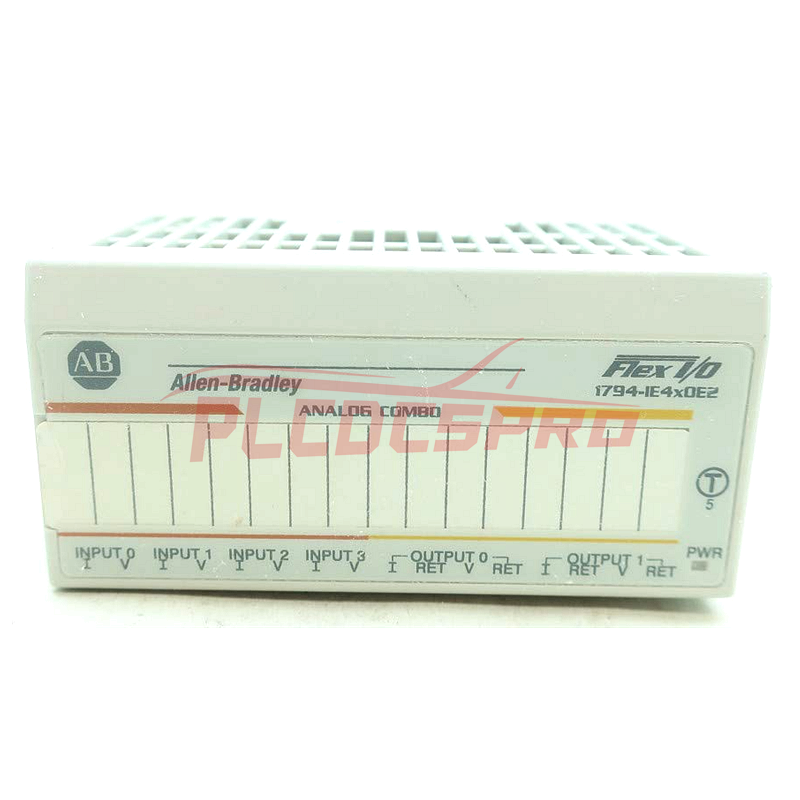 AB
Allen-Bradley
Flex I/O
1794-IE4xOE2
ANALOG COMBO
PLCDCSPRO
T
5
INPUT 0 INPUT 1 INPUT 2 INPUT 3 OUTPUT 0 OUTPUT 1 PWR
I V I V I V I V I RET V RET I RET V RET